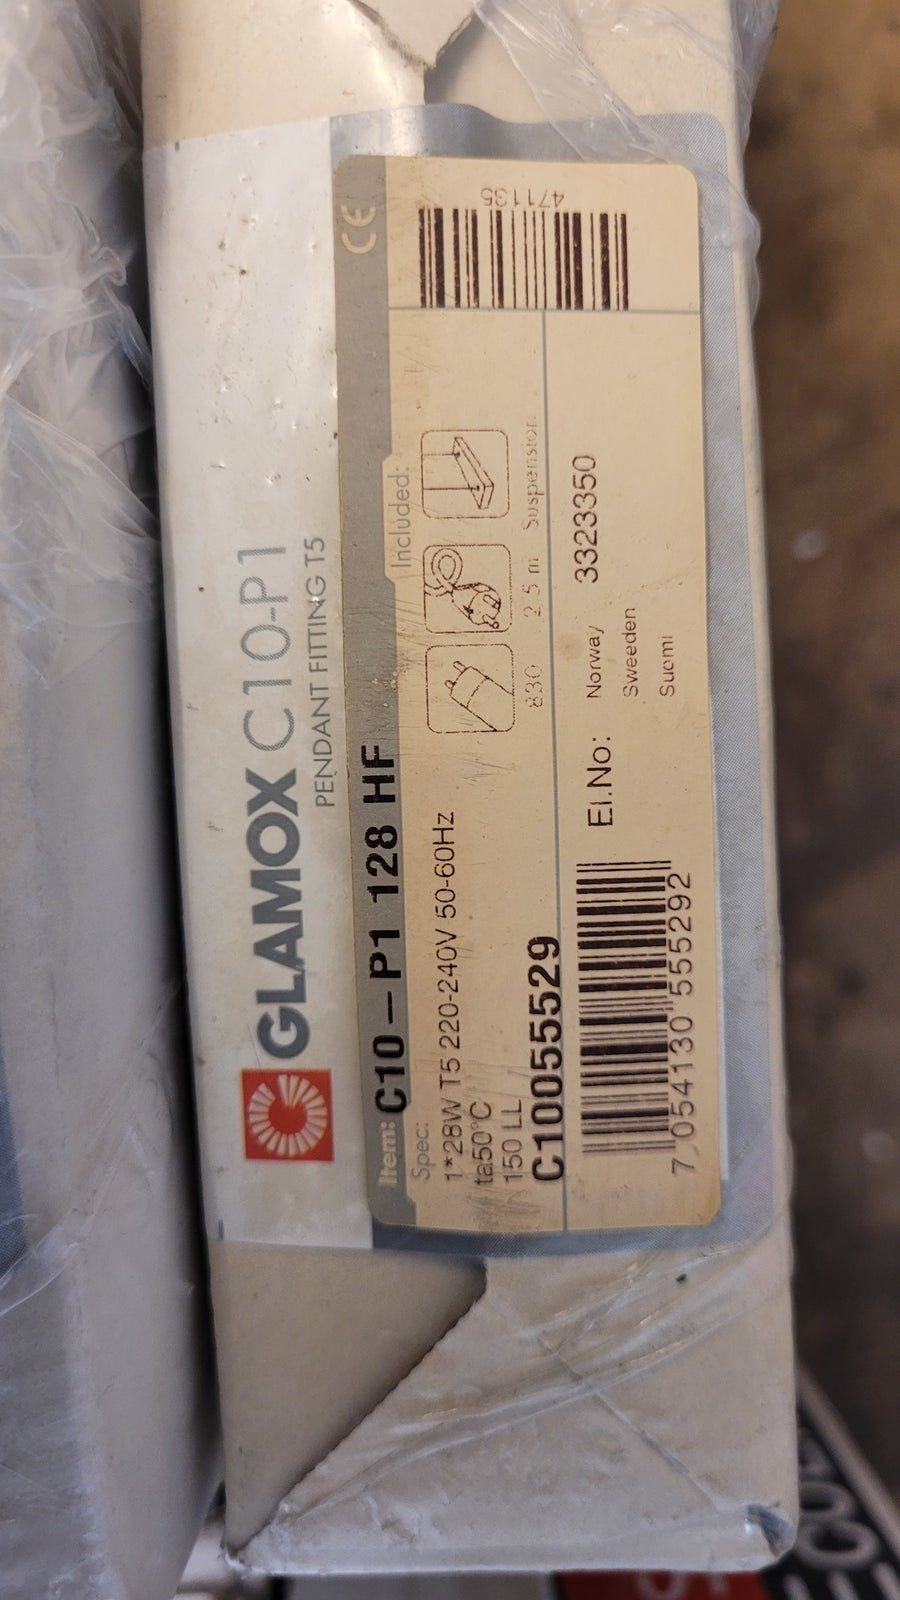 GLAMOX C10-P1
PENDANT FITTING T5
Item: C10-P1 128 HF
CE
Spec:
1*28W T5 220-240V 50-60Hz
ta50°C
150 LL
C10055529
Included:
830
2.5 m
Suspension
471135
7 054130 555292
El.No:
Norway 3323350
Sweeden
Suomi